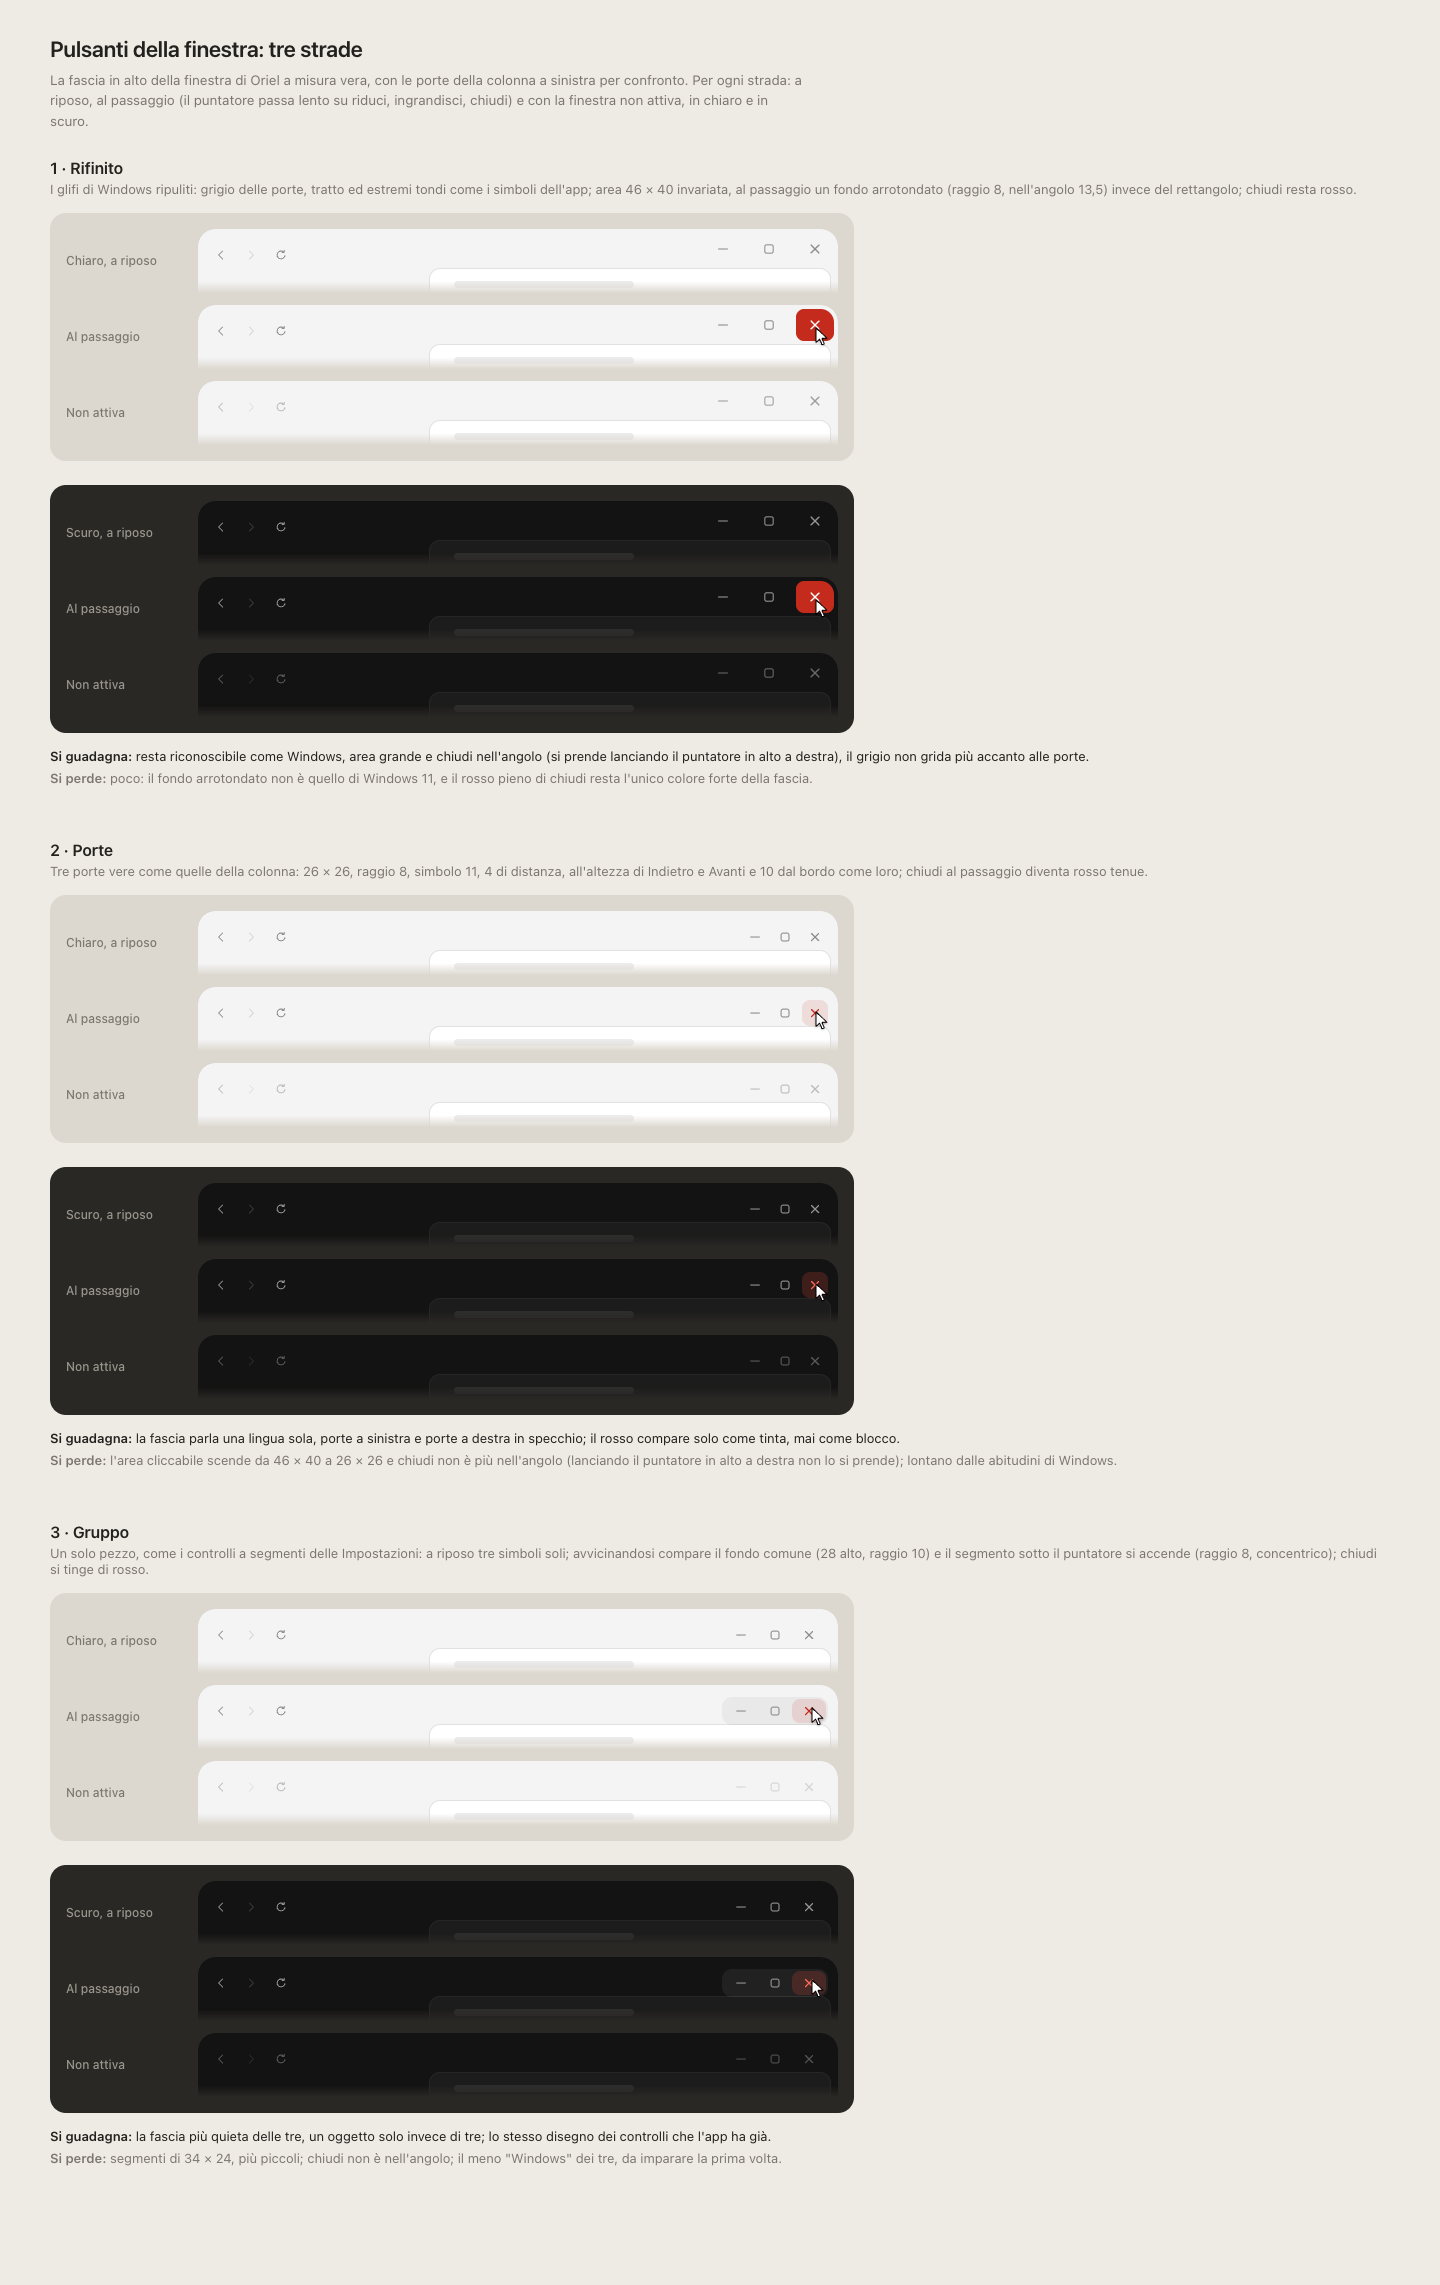 Pulsanti della finestra: tre strade
La fascia in alto della finestra di Oriel a misura vera, con le porte della colonna a sinistra per confronto. Per ogni strada: a
riposo, al passaggio (il puntatore passa lento su riduci, ingrandisci, chiudi) e con la finestra non attiva, in chiaro e in
scuro.
1 · Rifinito
I glifi di Windows ripuliti: grigio delle porte, tratto ed estremi tondi come i simboli dell'app; area 46 × 40 invariata, al passaggio un fondo arrotondato (raggio 8, nell'angolo 13,5) invece del rettangolo; chiudi resta rosso.
Chiaro, a riposo
Al passaggio
Non attiva
Scuro, a riposo
Al passaggio
Non attiva
Si guadagna: resta riconoscibile come Windows, area grande e chiudi nell'angolo (si prende lanciando il puntatore in alto a destra), il grigio non grida più accanto alle porte.
Si perde: poco: il fondo arrotondato non è quello di Windows 11, e il rosso pieno di chiudi resta l'unico colore forte della fascia.
2 · Porte
Tre porte vere come quelle della colonna: 26 × 26, raggio 8, simbolo 11, 4 di distanza, all'altezza di Indietro e Avanti e 10 dal bordo come loro; chiudi al passaggio diventa rosso tenue.
Chiaro, a riposo
Al passaggio
Non attiva
Scuro, a riposo
Al passaggio
Non attiva
Si guadagna: la fascia parla una lingua sola, porte a sinistra e porte a destra in specchio; il rosso compare solo come tinta, mai come blocco.
Si perde: l'area cliccabile scende da 46 × 40 a 26 × 26 e chiudi non è più nell'angolo (lanciando il puntatore in alto a destra non lo si prende); lontano dalle abitudini di Windows.
3 · Gruppo
Un solo pezzo, come i controlli a segmenti delle Impostazioni: a riposo tre simboli soli; avvicinandosi compare il fondo comune (28 alto, raggio 10) e il segmento sotto il puntatore si accende (raggio 8, concentrico); chiudi
si tinge di rosso.
Chiaro, a riposo
Al passaggio
Non attiva
Scuro, a riposo
Al passaggio
Non attiva
Si guadagna: la fascia più quieta delle tre, un oggetto solo invece di tre; lo stesso disegno dei controlli che l'app ha già.
Si perde: segmenti di 34 × 24, più piccoli; chiudi non è nell'angolo; il meno "Windows" dei tre, da imparare la prima volta.